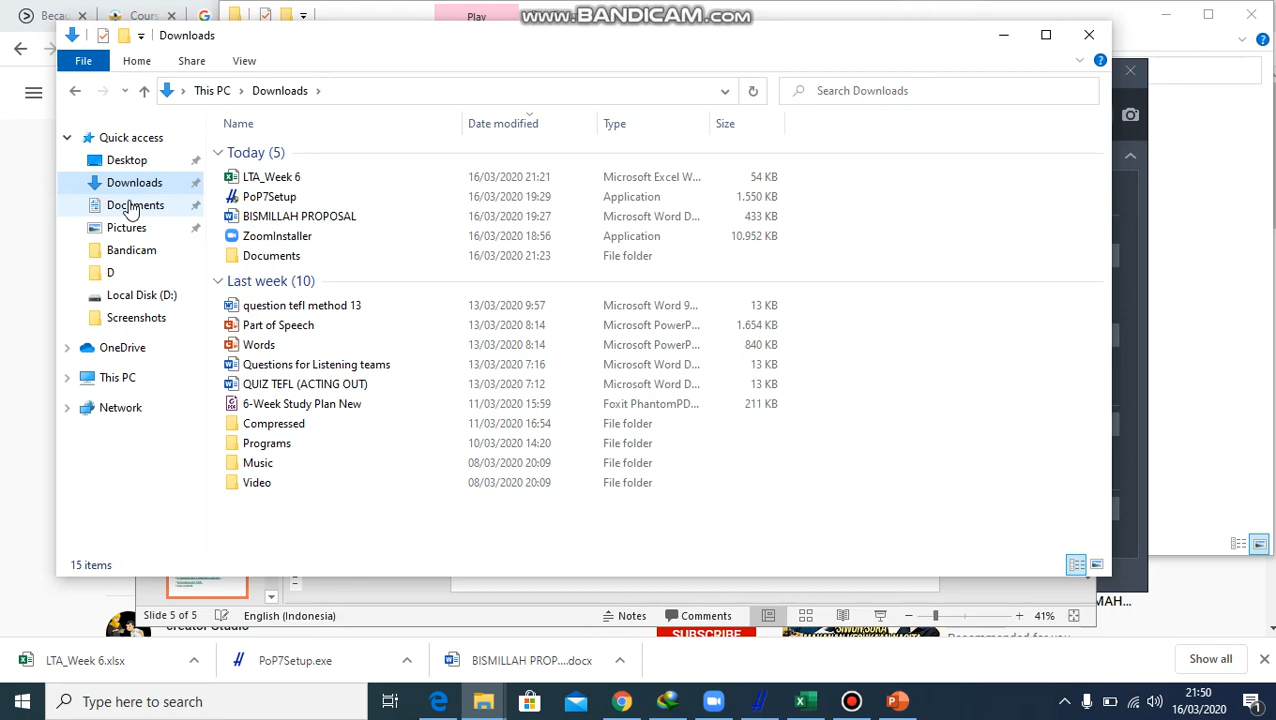 Becau
Cours
Play
www.BANDICAM.com
Downloads
File
Home
Share
View
This PC
Downloads
Search Downloads
Name
Date modified
Type
Size
Quick access
Desktop
Downloads
Documents
Pictures
Bandicam
D
Local Disk (D:)
Screenshots
OneDrive
This PC
Network
Today (5)
LTA_Week 6 16/03/2020 21:21 Microsoft Excel W... 54 KB
PoP7Setup 16/03/2020 19:29 Application 1.550 KB
BISMILLAH PROPOSAL 16/03/2020 19:27 Microsoft Word D... 433 KB
ZoomInstaller 16/03/2020 18:56 Application 10.952 KB
Documents 16/03/2020 21:23 File folder
Last week (10)
question tefl method 13 13/03/2020 9:57 Microsoft Word 9... 13 KB
Part of Speech 13/03/2020 8:14 Microsoft PowerP... 1.654 KB
Words 13/03/2020 8:14 Microsoft PowerP... 840 KB
Questions for Listening teams 13/03/2020 7:16 Microsoft Word D... 13 KB
QUIZ TEFL (ACTING OUT) 13/03/2020 7:12 Microsoft Word D... 13 KB
6-Week Study Plan New 11/03/2020 15:59 Foxit PhantomPD... 211 KB
Compressed 11/03/2020 16:54 File folder
Programs 10/03/2020 14:20 File folder
Music 08/03/2020 20:09 File folder
Video 08/03/2020 20:09 File folder
15 items
MAH...
Slide 5 of 5
English (Indonesia)
Notes
Comments
41%
Creator Studio
SUBSCRIBE
Recommended for you
LTA_Week 6.xlsx
PoP7Setup.exe
BISMILLAH PROP....docx
Show all
Type here to search
21:50
16/03/2020